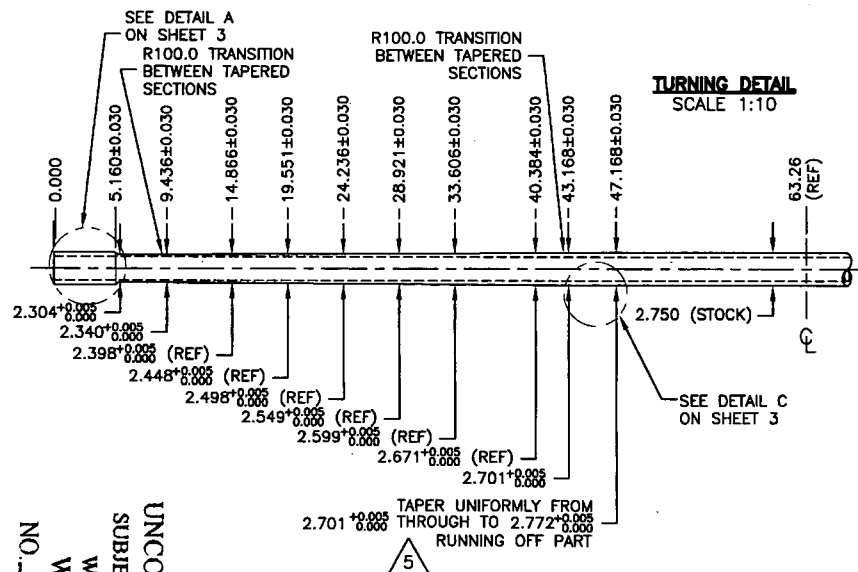 SEE DETAIL A
ON SHEET 3
R100.0 TRANSITION
BETWEEN TAPERED
SECTIONS
R100.0 TRANSITION
BETWEEN TAPERED
SECTIONS
TURNING DETAIL
SCALE 1:10
0.000
5.160±0.030
9.436±0.030
14.866±0.030
19.551±0.030
24.236±0.030
28.921±0.030
33.606±0.030
40.384±0.030
43.168±0.030
47.168±0.030
63.26
(REF)
2.304 +0.005 0.000
2.340 +0.005 0.000
2.398 +0.005 0.000 (REF)
2.448 +0.005 0.000 (REF)
2.498 +0.005 0.000 (REF)
2.549 +0.005 0.000 (REF)
2.599 +0.005 0.000 (REF)
2.671 +0.005 0.000 (REF)
2.701 +0.005 0.000
2.750 (STOCK)
SEE DETAIL C
ON SHEET 3
TAPER UNIFORMLY FROM
2.701 +0.005 0.000 THROUGH TO 2.772 +0.005 0.000
RUNNING OFF PART
5
UNCO
SUBJE
W
NO.